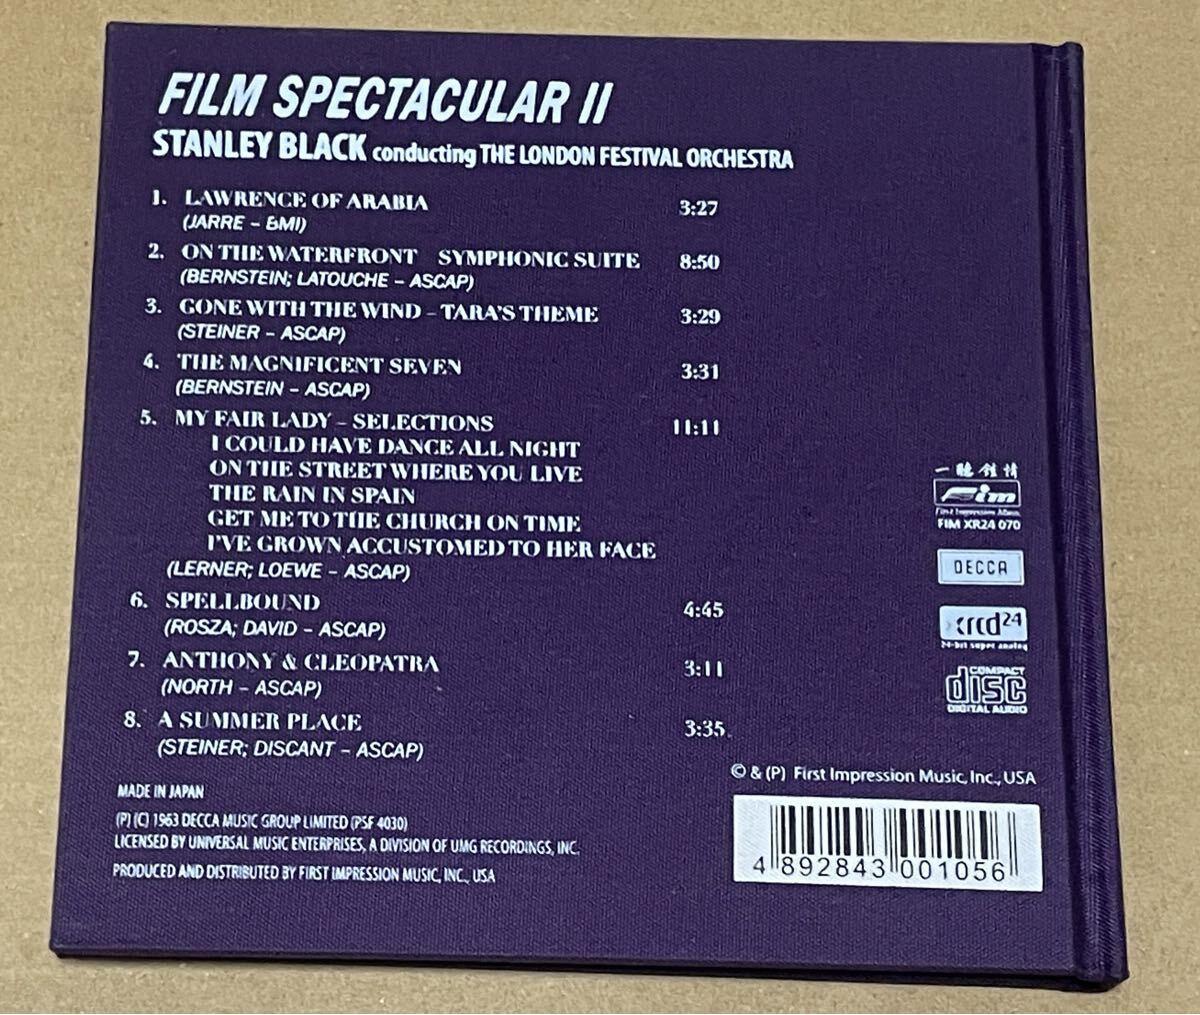 FILM SPECTACULAR II
STANLEY BLACK conducting THE LONDON FESTIVAL ORCHESTRA
1. LAWRENCE OF ARABIA 3:27
(JARRE – BMI)
2. ON THE WATERFRONT SYMPHONIC SUITE 8:50
(BERNSTEIN; LATOUCHE – ASCAP)
3. GONE WITH THE WIND – TARA'S THEME 3:29
(STEINER – ASCAP)
4. THE MAGNIFICENT SEVEN 3:31
(BERNSTEIN – ASCAP)
5. MY FAIR LADY – SELECTIONS 11:11
I COULD HAVE DANCE ALL NIGHT
ON THE STREET WHERE YOU LIVE
THE RAIN IN SPAIN
GET ME TO THE CHURCH ON TIME
I'VE GROWN ACCUSTOMED TO HER FACE
(LERNER; LOEWE – ASCAP)
6. SPELLBOUND 4:45
(ROSZA; DAVID – ASCAP)
7. ANTHONY & CLEOPATRA 3:11
(NORTH – ASCAP)
8. A SUMMER PLACE 3:35
(STEINER; DISCANT – ASCAP)
一聽鍾情
Fim
First Impression Music
FIM XR24 070
DECCA
xrcd24
24-bit super analog
COMPACT
disc
DIGITAL AUDIO
MADE IN JAPAN
(P) (C) 1963 DECCA MUSIC GROUP LIMITED (PSF 4030)
LICENSED BY UNIVERSAL MUSIC ENTERPRISES, A DIVISION OF UMG RECORDINGS, INC.
PRODUCED AND DISTRIBUTED BY FIRST IMPRESSION MUSIC, INC., USA
© & (P) First Impression Music, Inc., USA
4 892843 001056